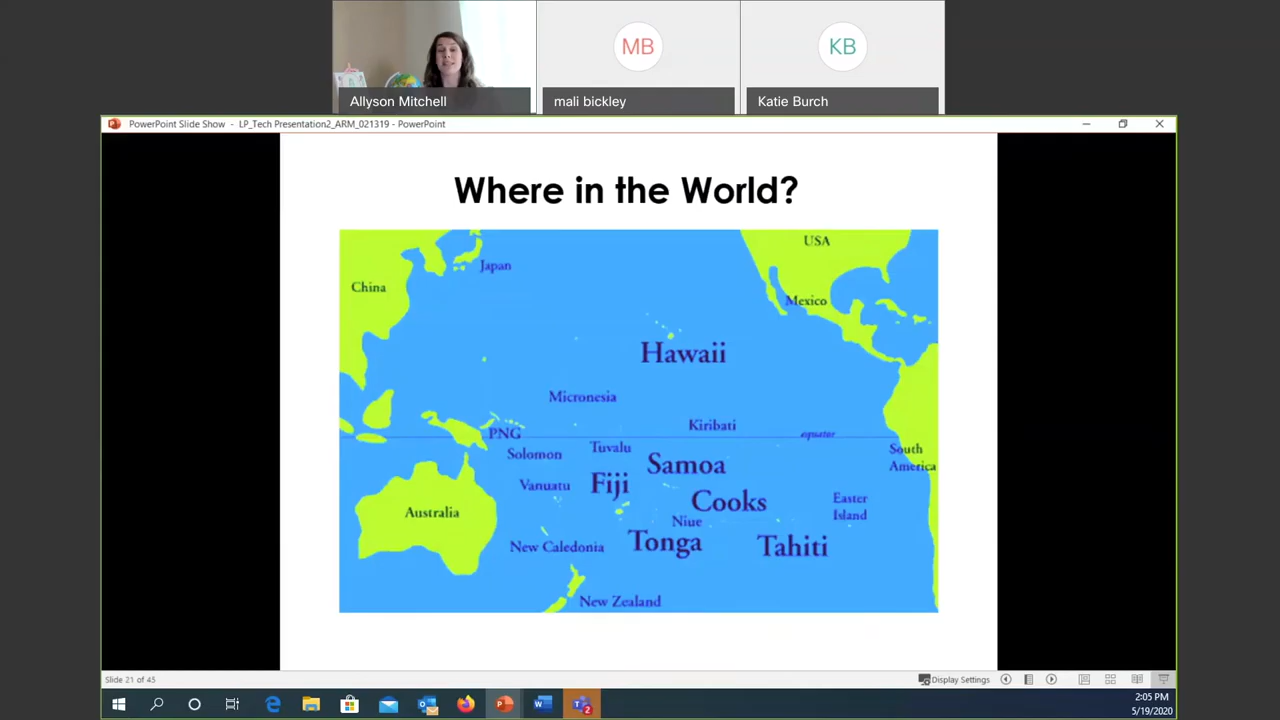 MB
KB
Allyson Mitchell
mali bickley
Katie Burch
PowerPoint Slide Show - LP_Tech Presentation2_ARM_021319 - PowerPoint
Where in the World?
USA
Japan
China
Mexico
Hawaii
Micronesia
Kiribati
PNG
equator
Tuvalu
Solomon
South
America
Samoa
Fiji
Vanuatu
Cooks
Easter
Island
Australia
Niue
Tonga
Tahiti
New Caledonia
New Zealand
Slide 21 of 45
Display Settings
2:05 PM
5/19/2020
2